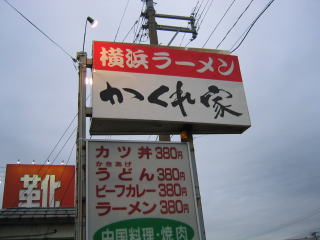 横浜ラーメン
かくれ家
カツ丼 380円
かきあげ
うどん 380円
ビーフカレー 380円
ラーメン 380円
中国料理・焼肉
靴